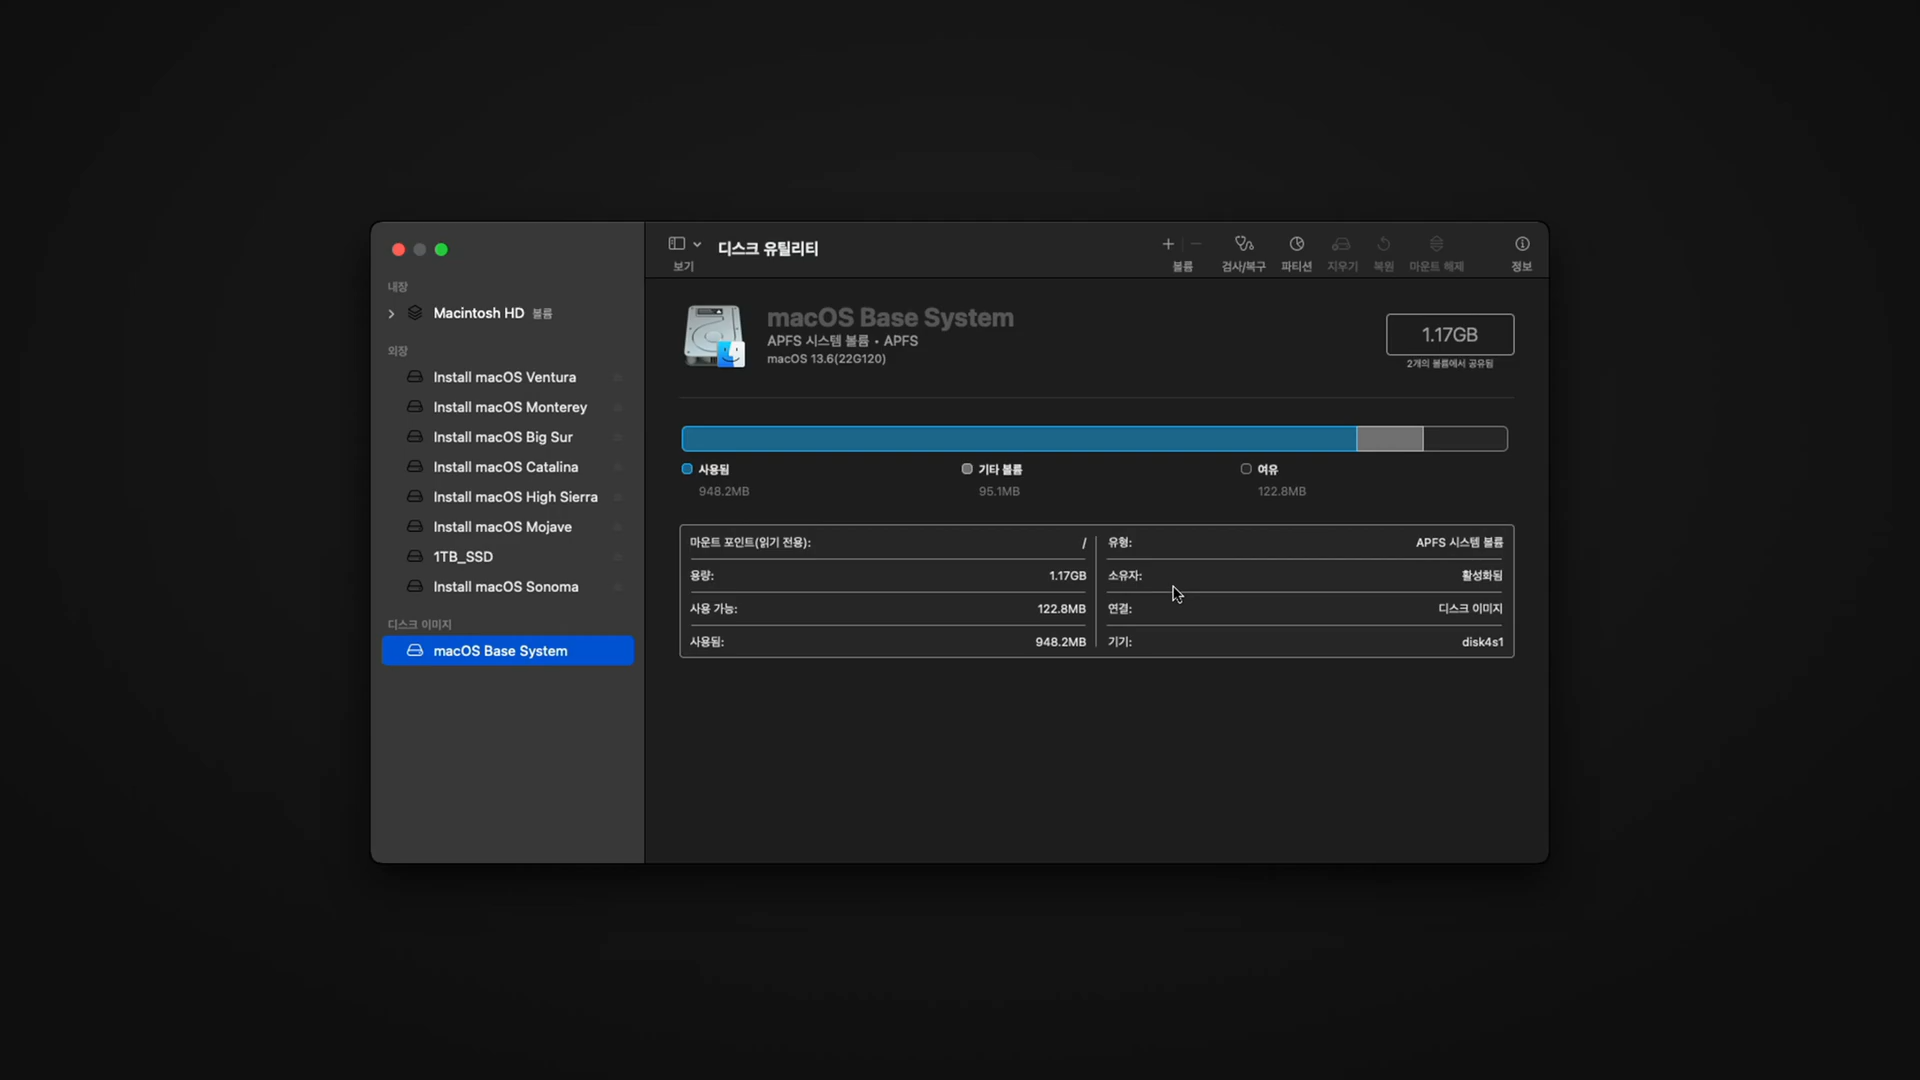 내장
Macintosh HD 볼륨
외장
Install macOS Ventura
Install macOS Monterey
Install macOS Big Sur
Install macOS Catalina
Install macOS High Sierra
Install macOS Mojave
1TB_SSD
Install macOS Sonoma
디스크 이미지
macOS Base System
보기
디스크 유틸리티
볼륨
검사/복구
파티션
지우기
복원
마운트 해제
정보
macOS Base System
APFS 시스템 볼륨 • APFS
macOS 13.6(22G120)
1.17GB
2개의 볼륨에서 공유됨
사용됨
948.2MB
기타 볼륨
95.1MB
여유
122.8MB
마운트 포인트(읽기 전용): /
용량: 1.17GB
사용 가능: 122.8MB
사용됨: 948.2MB
유형: APFS 시스템 볼륨
소유자: 활성화됨
연결: 디스크 이미지
기기: disk4s1